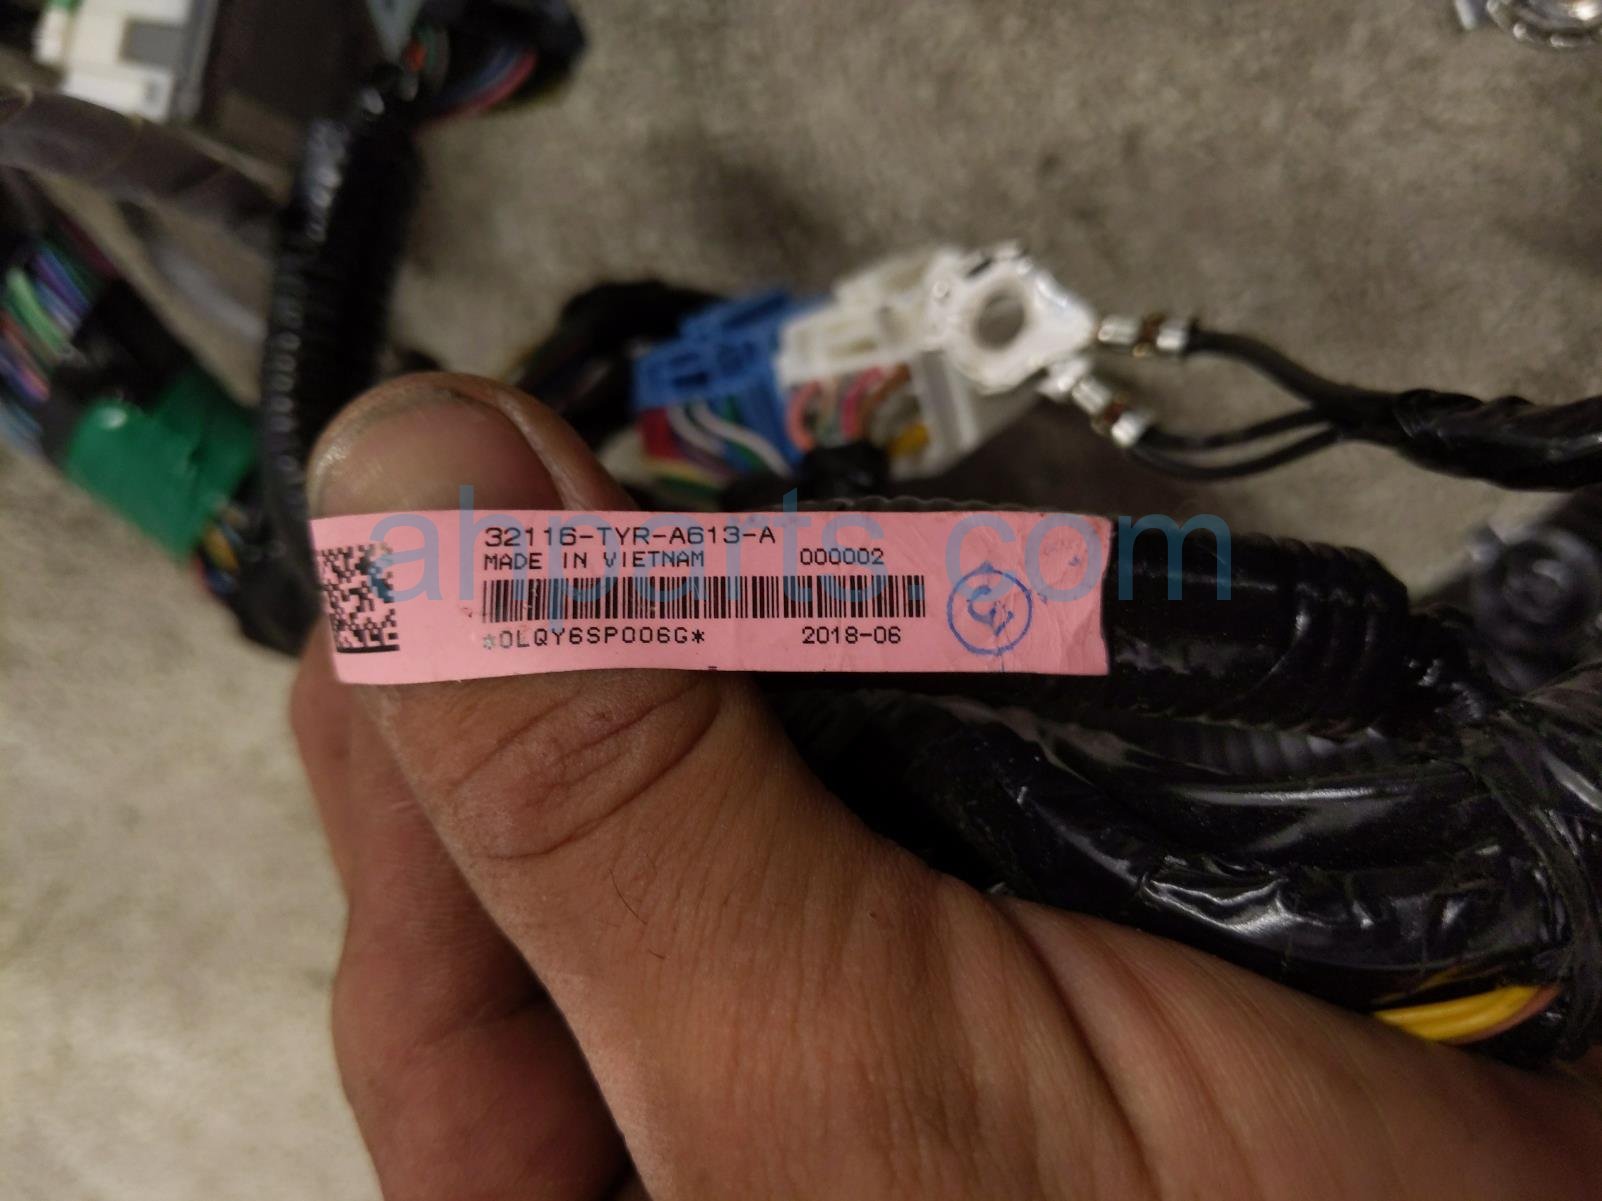 32116-TYR-A613-A
MADE IN VIETNAM 000002
*0LQY6SP006G* 2018-06
ahparts.com